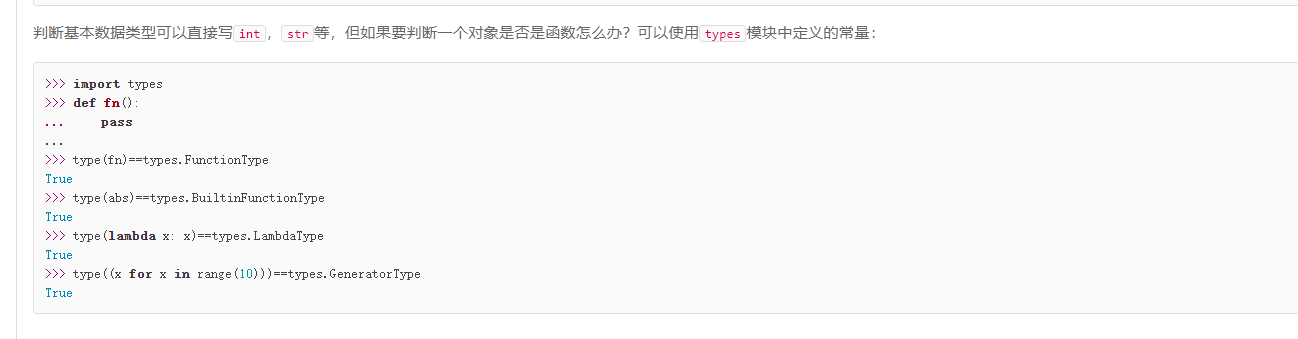 判断基本数据类型可以直接写int，str等，但如果要判断一个对象是否是函数怎么办？可以使用types模块中定义的常量：
>>> import types
>>> def fn():
...     pass
...
>>> type(fn)==types.FunctionType
True
>>> type(abs)==types.BuiltinFunctionType
True
>>> type(lambda x: x)==types.LambdaType
True
>>> type((x for x in range(10)))==types.GeneratorType
True